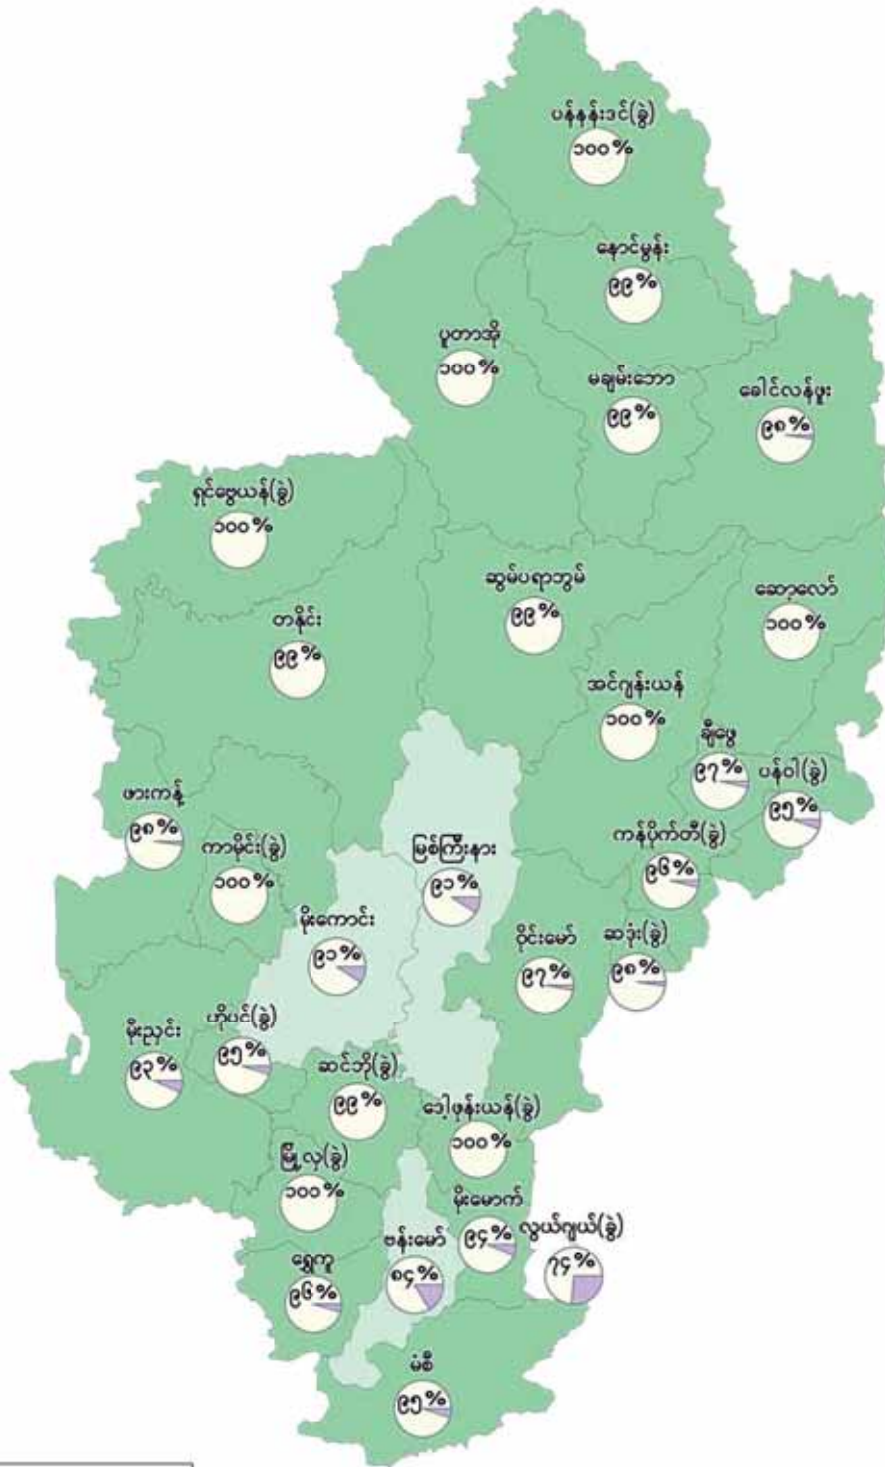 ပန်နန်းဒင်(ခွဲ)
၁၀၀%
နောင်မွန်း
၉၉%
ပူတာအို
၁၀၀%
မချမ်းဘော
၉၉%
ခေါင်လန်ဖူး
၉၈%
ရှင်ဗွေယန်(ခွဲ)
၁၀၀%
ဆွမ်ပရာဘွမ်
၉၉%
ဆော့လော်
၁၀၀%
တနိုင်း
၉၉%
အင်ဂျန်းယန်
၁၀၀%
ချီဖွေ
၉၇%
ပန်ဝါ(ခွဲ)
၉၅%
ဖားကန့်
၉၈%
ကာမိုင်း(ခွဲ)
၁၀၀%
မြစ်ကြီးနား
၉၁%
ကန်ပိုက်တီ(ခွဲ)
၉၆%
မိုးကောင်း
၉၁%
ဝိုင်းမော်
၉၇%
ဆဒုံး(ခွဲ)
၉၈%
မိုးညှင်း
၉၃%
ဟိုပင်(ခွဲ)
၉၅%
ဆင်ဘို(ခွဲ)
၉၉%
ဒေါ့ဖုန်းယန်(ခွဲ)
၁၀၀%
မြို့လှ(ခွဲ)
၁၀၀%
မိုးမောက်
၉၄%
လွယ်ဂျယ်(ခွဲ)
၇၄%
ရွှေကူ
၉၆%
ဗန်းမော်
၈၄%
မံစီ
၉၅%